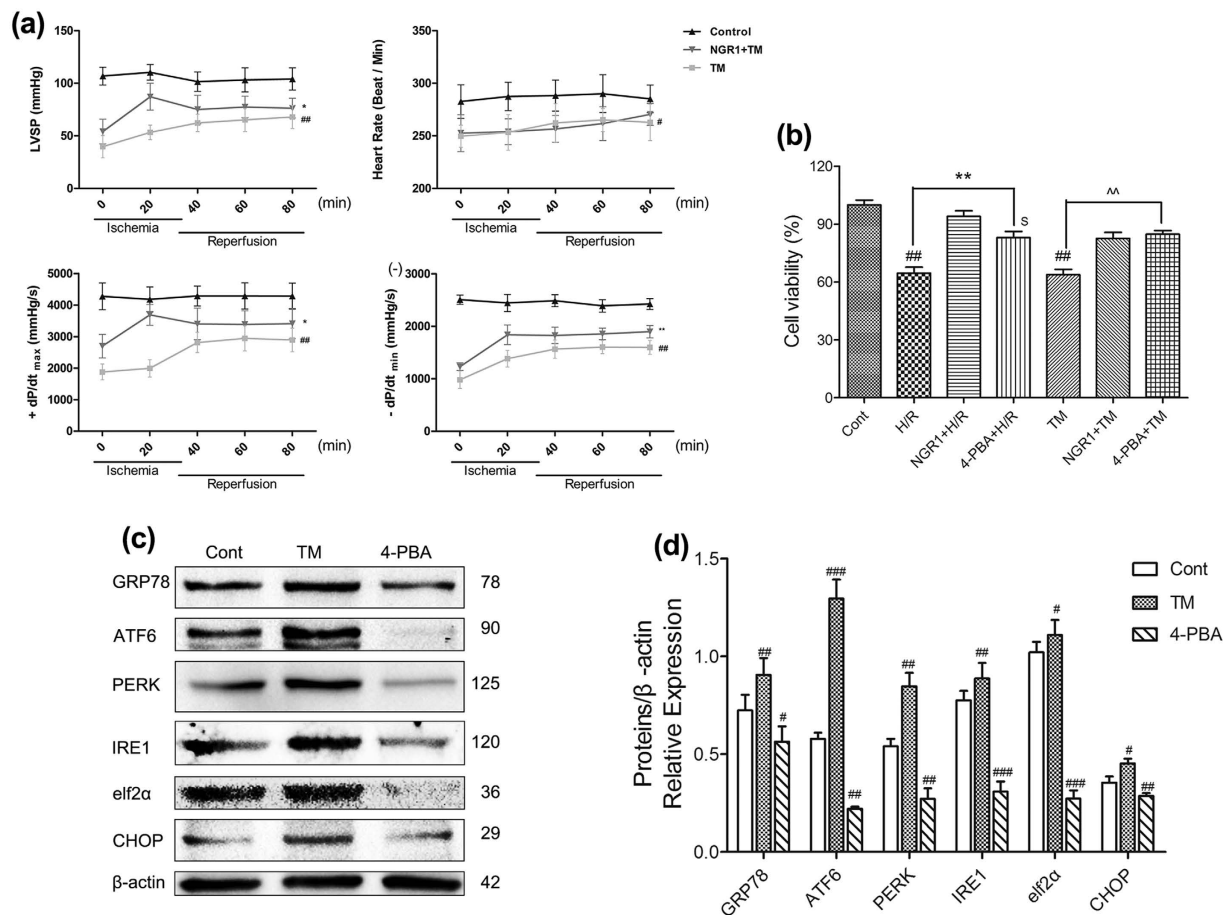 (a)
LVSP (mmHg)
150
100
50
0
0 20 40 60 80 (min)
Ischemia
Reperfusion
*
##
Heart Rate (Beat / Min)
350
300
250
200
0 20 40 60 80 (min)
Ischemia
Reperfusion
#
Control
NGR1+TM
TM
+ dP/dt max (mmHg/s)
5000
4000
3000
2000
1000
0
0 20 40 60 80 (min)
Ischemia
Reperfusion
*
##
(-)
- dP/dt min (mmHg/s)
3000
2000
1000
0
0 20 40 60 80 (min)
Ischemia
Reperfusion
**
##
(b)
Cell viability (%)
120
90
60
30
0
## ** S ## ^^
Cont H/R NGR1+H/R 4-PBA+H/R TM NGR1+TM 4-PBA+TM
(c)
Cont TM 4-PBA
GRP78 78
ATF6 90
PERK 125
IRE1 120
elf2α 36
CHOP 29
β-actin 42
(d)
Proteins/β -actin
Relative Expression
1.5
1.0
0.5
0.0
## # ### ## ## ## ## ### # ### # ##
GRP78 ATF6 PERK IRE1 elf2α CHOP
Cont
TM
4-PBA